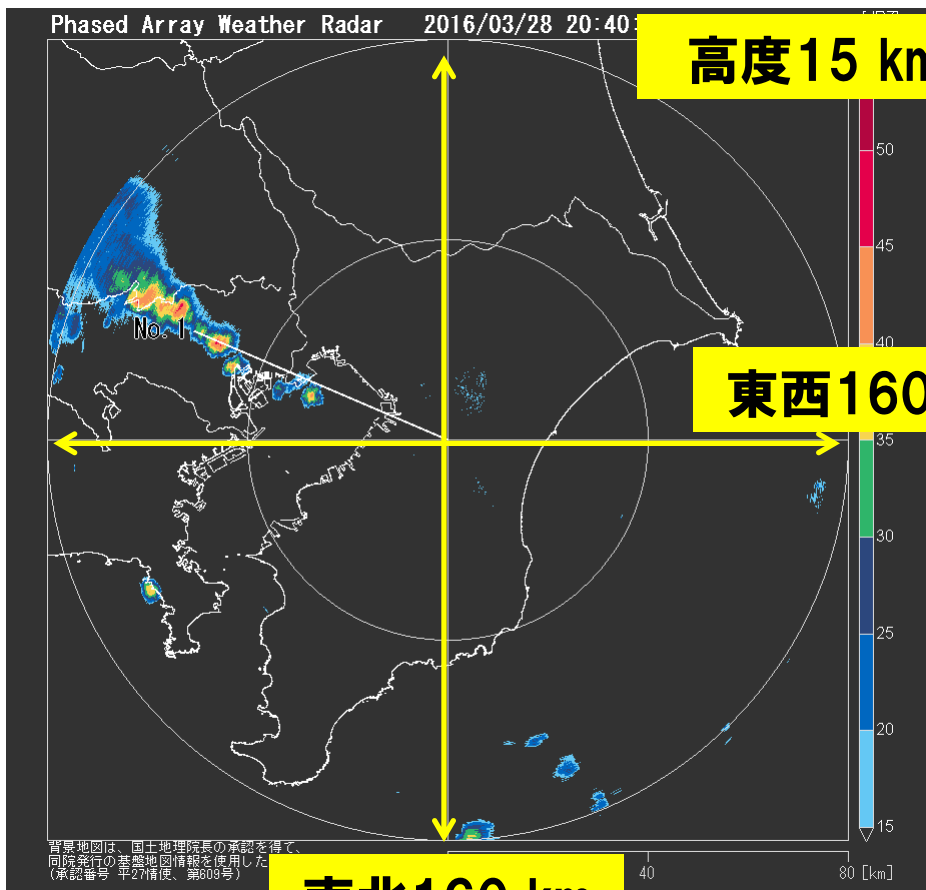 Phased Array Weather Radar 2016/03/28 20:40:
高度15 km
50
45
40
東西160
35
No. 1
30
25
20
15
背景地図は、国土地理院長の承認を得て、
同院発行の基盤地図情報を使用した
(承認番号 平27情使、第609号)
40
80 [km]
160 km